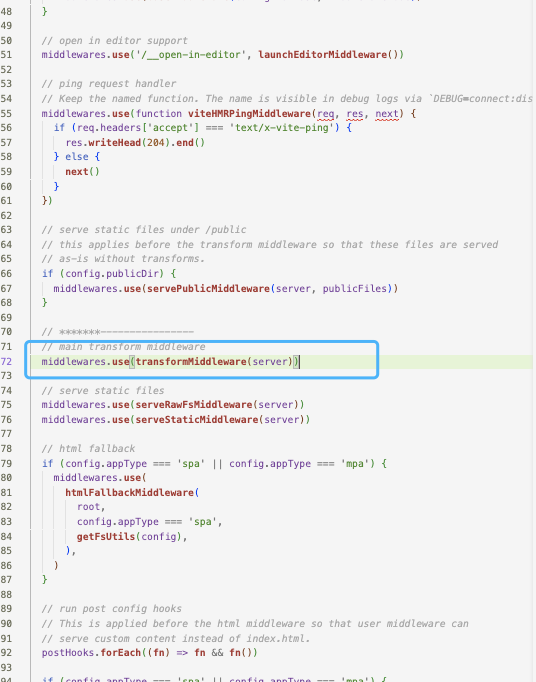 48 }
49
50 // open in editor support
51 middlewares.use('/__open-in-editor', launchEditorMiddleware())
52
53 // ping request handler
54 // Keep the named function. The name is visible in debug logs via `DEBUG=connect:dis
55 middlewares.use(function viteHMRPingMiddleware(req, res, next) {
56 if (req.headers['accept'] === 'text/x-vite-ping') {
57 res.writeHead(204).end()
58 } else {
59 next()
60 }
61 })
62
63 // serve static files under /public
64 // this applies before the transform middleware so that these files are served
65 // as-is without transforms.
66 if (config.publicDir) {
67 middlewares.use(servePublicMiddleware(server, publicFiles))
68 }
69
70 // *******----------------
71 // main transform middleware
72 middlewares.use(transformMiddleware(server))
73
74 // serve static files
75 middlewares.use(serveRawFsMiddleware(server))
76 middlewares.use(serveStaticMiddleware(server))
77
78 // html fallback
79 if (config.appType === 'spa' || config.appType === 'mpa') {
80 middlewares.use(
81 htmlFallbackMiddleware(
82 root,
83 config.appType === 'spa',
84 getFsUtils(config),
85 ),
86 )
87 }
88
89 // run post config hooks
90 // This is applied before the html middleware so that user middleware can
91 // serve custom content instead of index.html.
92 postHooks.forEach((fn) => fn && fn())
93
94 if (config.appType === 'spa' || config.appType === 'mpa') {